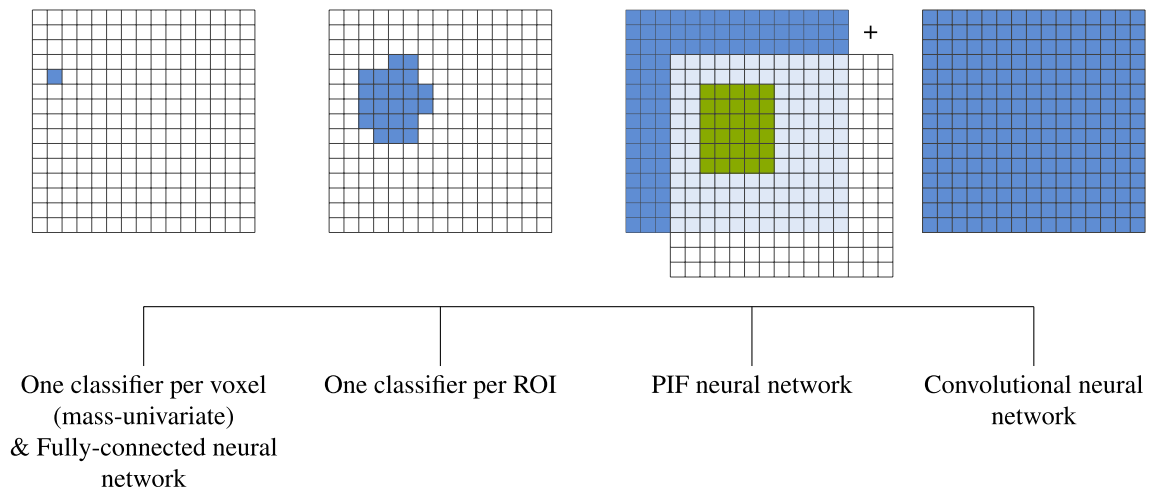 +
One classifier per voxel
(mass-univariate)
& Fully-connected neural
network
One classifier per ROI
PIF neural network
Convolutional neural
network